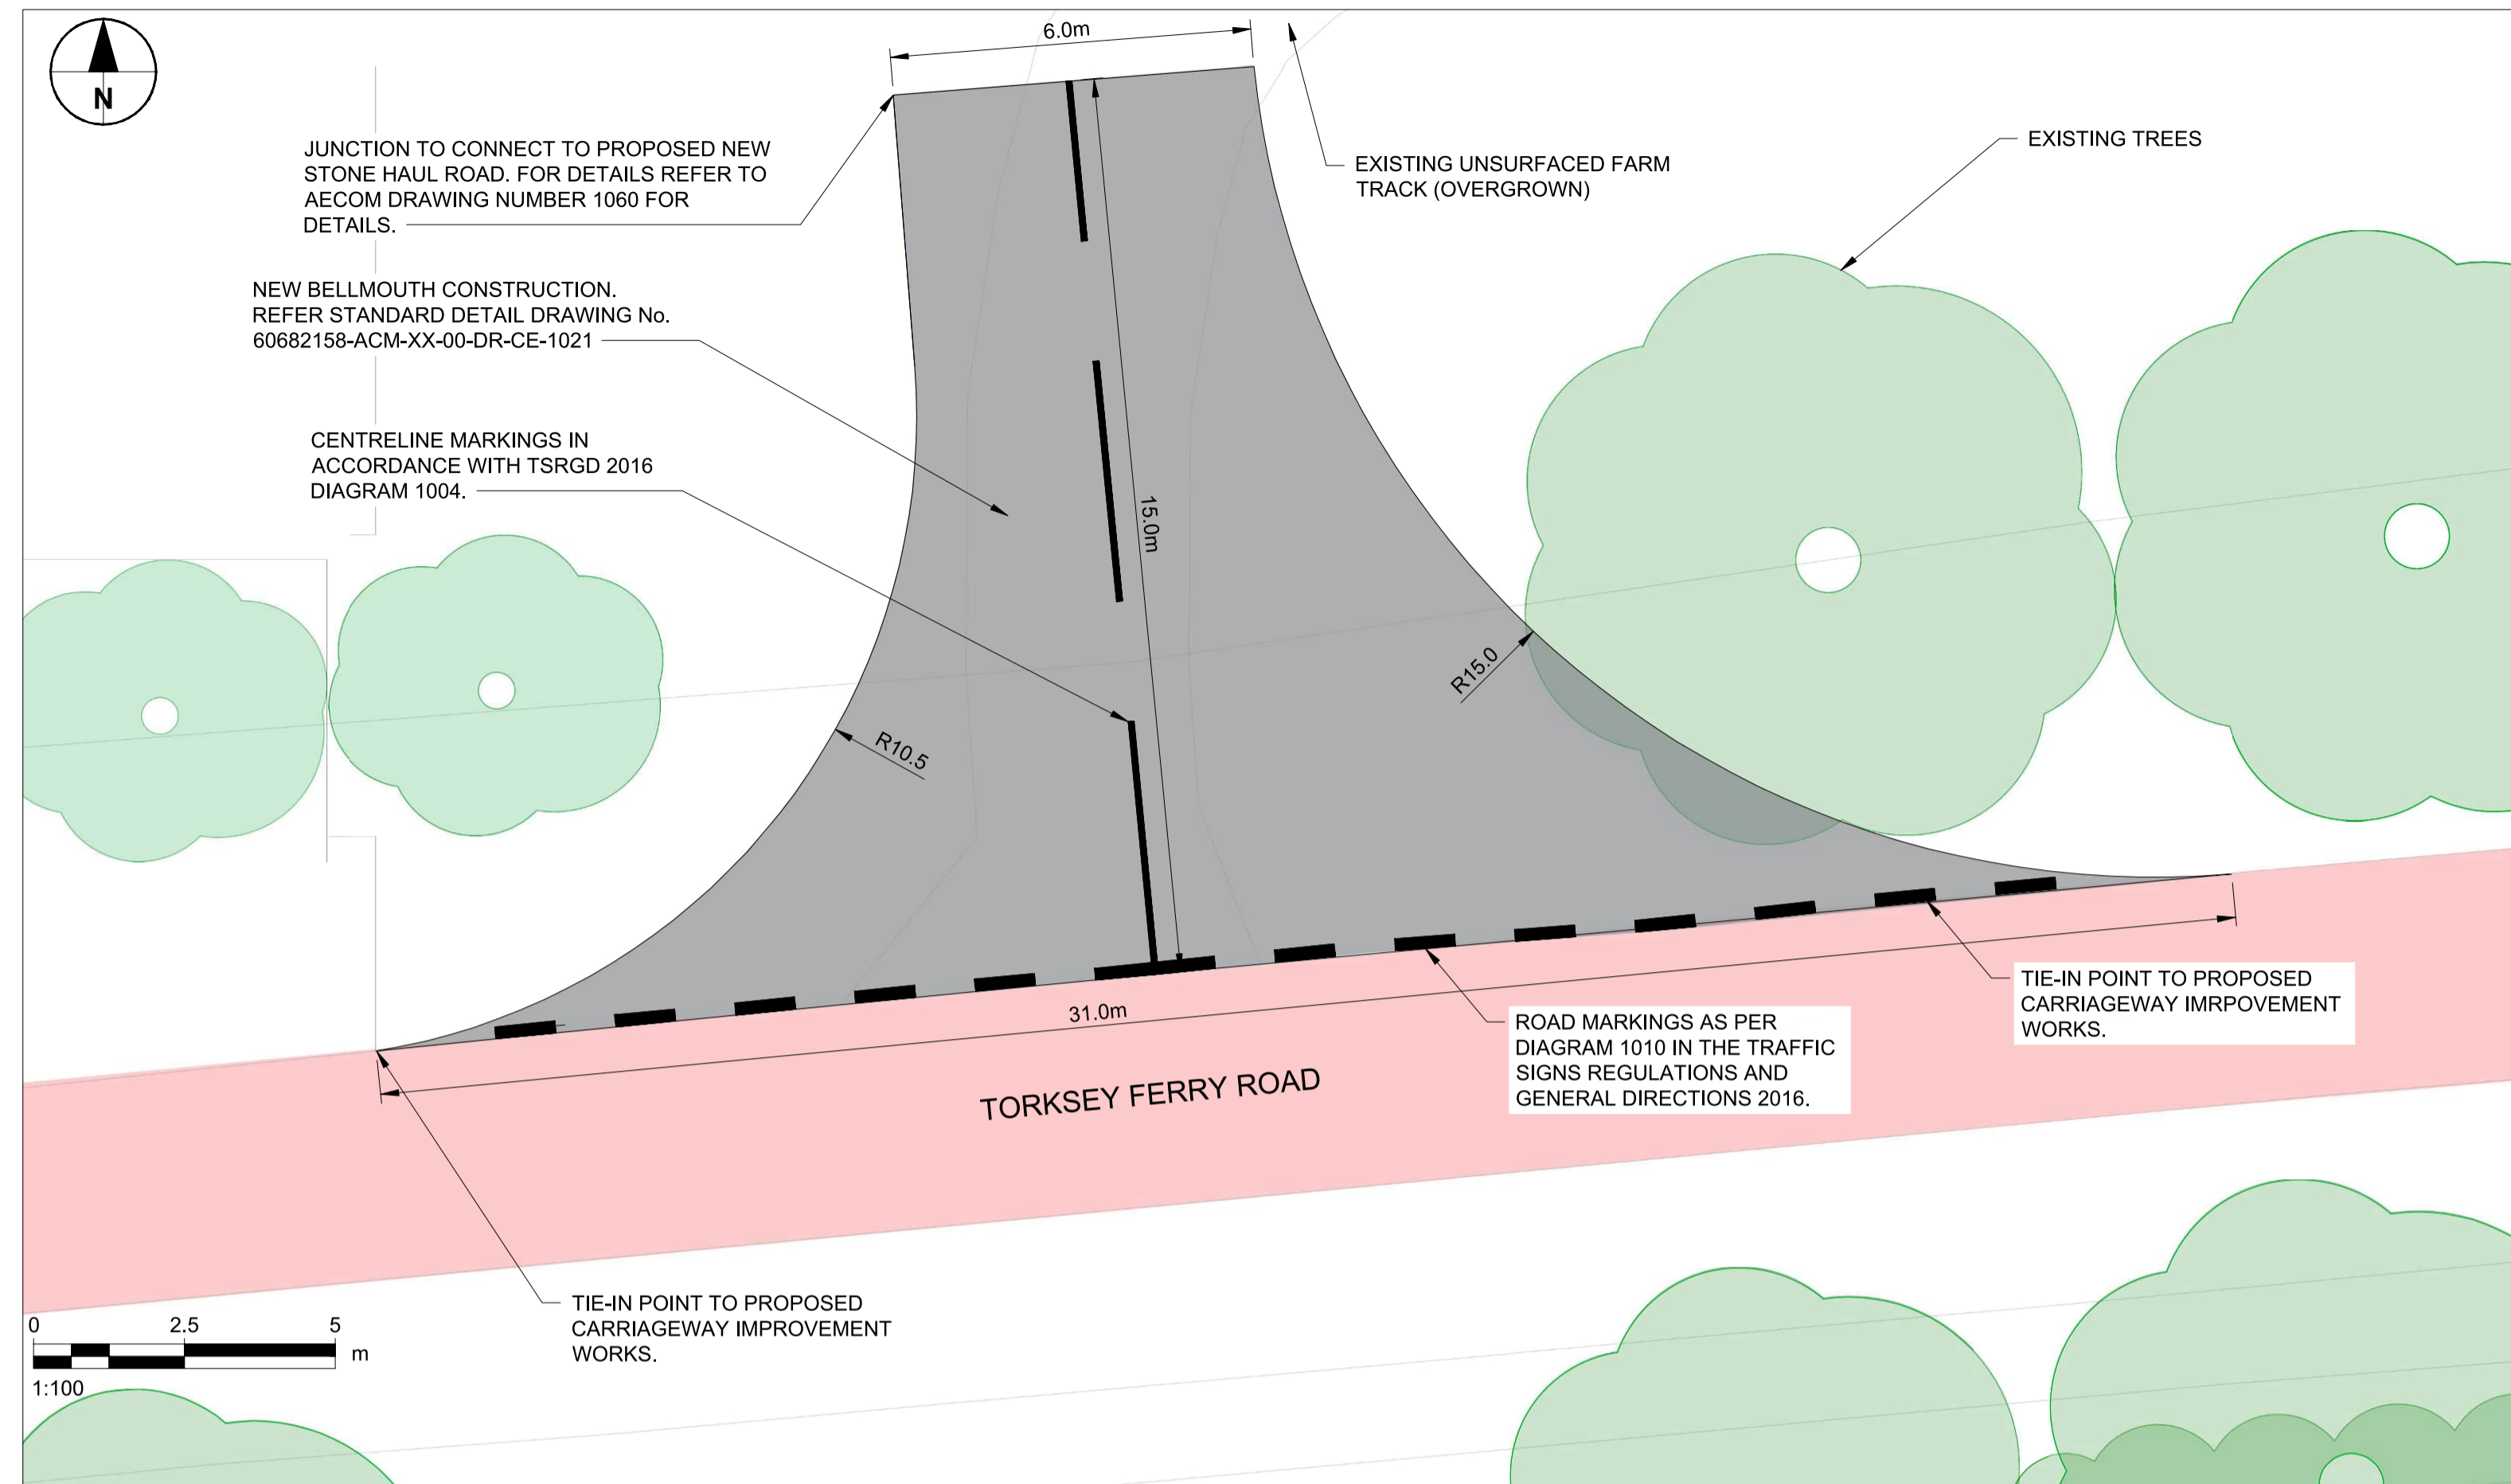 6.0m
N
JUNCTION TO CONNECT TO PROPOSED NEW
STONE HAUL ROAD. FOR DETAILS REFER TO
AECOM DRAWING NUMBER 1060 FOR
DETAILS.
EXISTING UNSURFACED FARM
TRACK (OVERGROWN)
EXISTING TREES
NEW BELLMOUTH CONSTRUCTION.
REFER STANDARD DETAIL DRAWING No.
60682158-ACM-XX-00-DR-CE-1021
CENTRELINE MARKINGS IN
ACCORDANCE WITH TSRGD 2016
DIAGRAM 1004.
15.0m
R15.0
R10.5
31.0m
TIE-IN POINT TO PROPOSED
CARRIAGEWAY IMRPOVEMENT
WORKS.
ROAD MARKINGS AS PER
DIAGRAM 1010 IN THE TRAFFIC
SIGNS REGULATIONS AND
GENERAL DIRECTIONS 2016.
TORKSEY FERRY ROAD
TIE-IN POINT TO PROPOSED
CARRIAGEWAY IMPROVEMENT
WORKS.
0 2.5 5
m
1:100